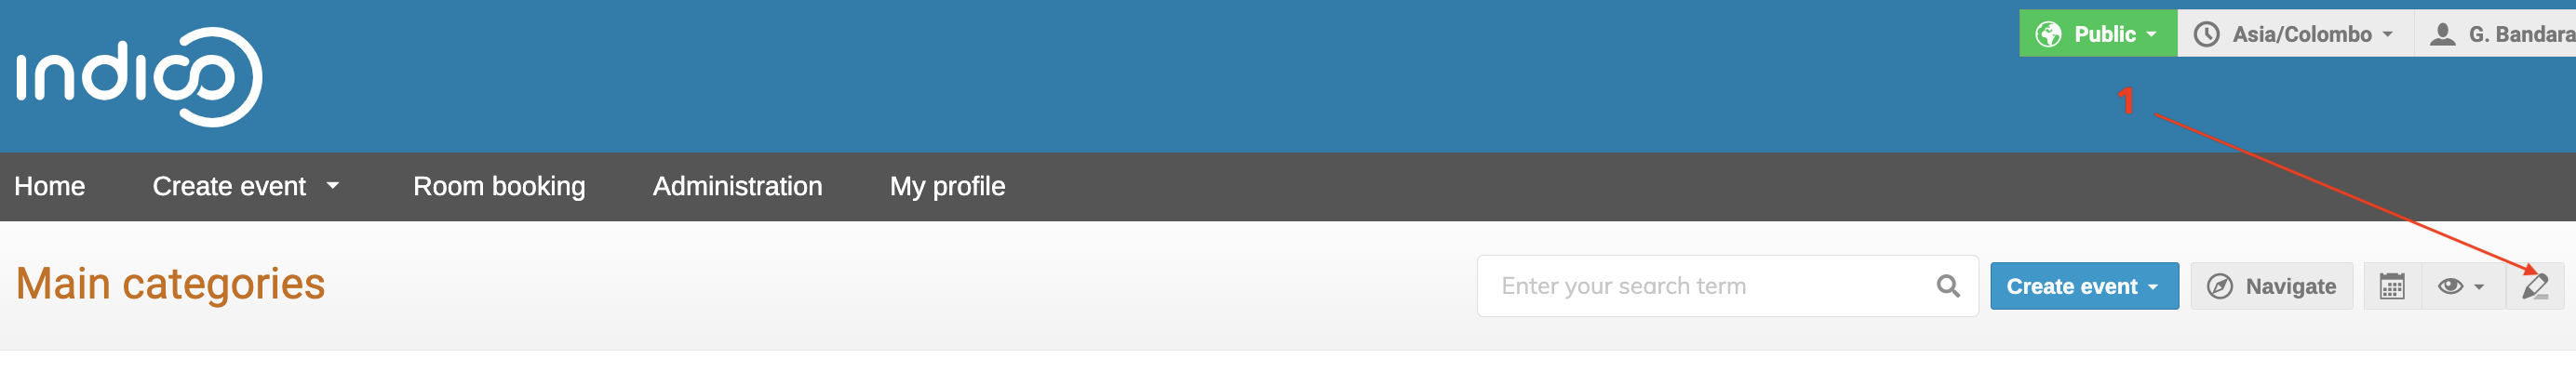 indico
Public
Asia/Colombo
G. Bandara
1
Home
Create event
Room booking
Administration
My profile
Main categories
Enter your search term
Create event
Navigate